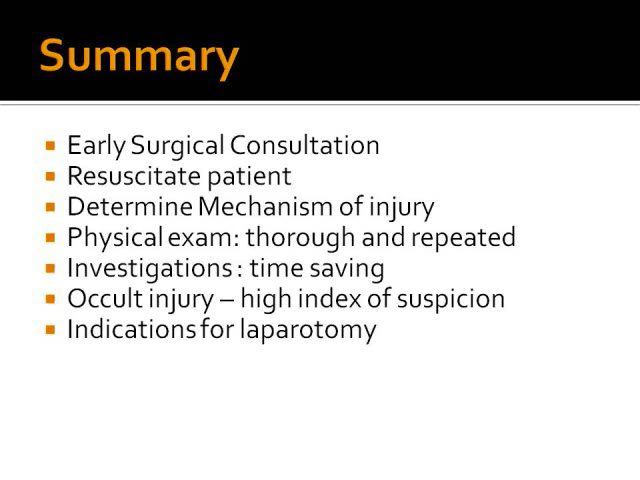 Summary
Early Surgical Consultation
Resuscitate patient
Determine Mechanism of injury
Physical exam: thorough and repeated
Investigations : time saving
Occult injury – high index of suspicion
Indications for laparotomy